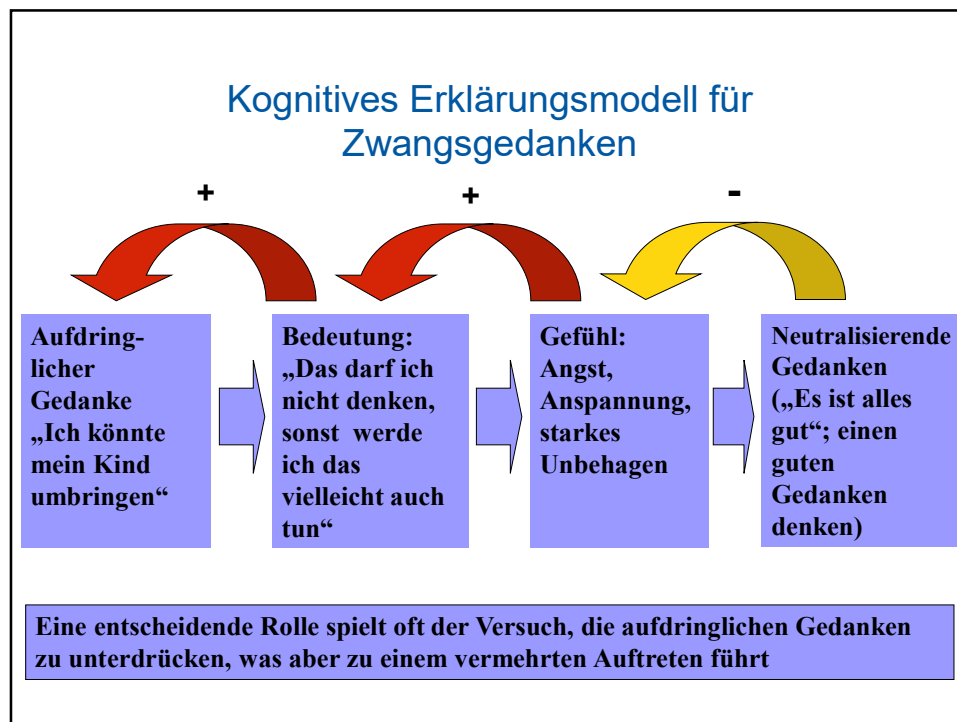 Kognitives Erklärungsmodell für
Zwangsgedanken
+ + -
Aufdring-
licher
Gedanke
„Ich könnte
mein Kind
umbringen“
Bedeutung:
„Das darf ich
nicht denken,
sonst werde
ich das
vielleicht auch
tun“
Gefühl:
Angst,
Anspannung,
starkes
Unbehagen
Neutralisierende
Gedanken
(„Es ist alles
gut“; einen
guten
Gedanken
denken)
Eine entscheidende Rolle spielt oft der Versuch, die aufdringlichen Gedanken
zu unterdrücken, was aber zu einem vermehrten Auftreten führt